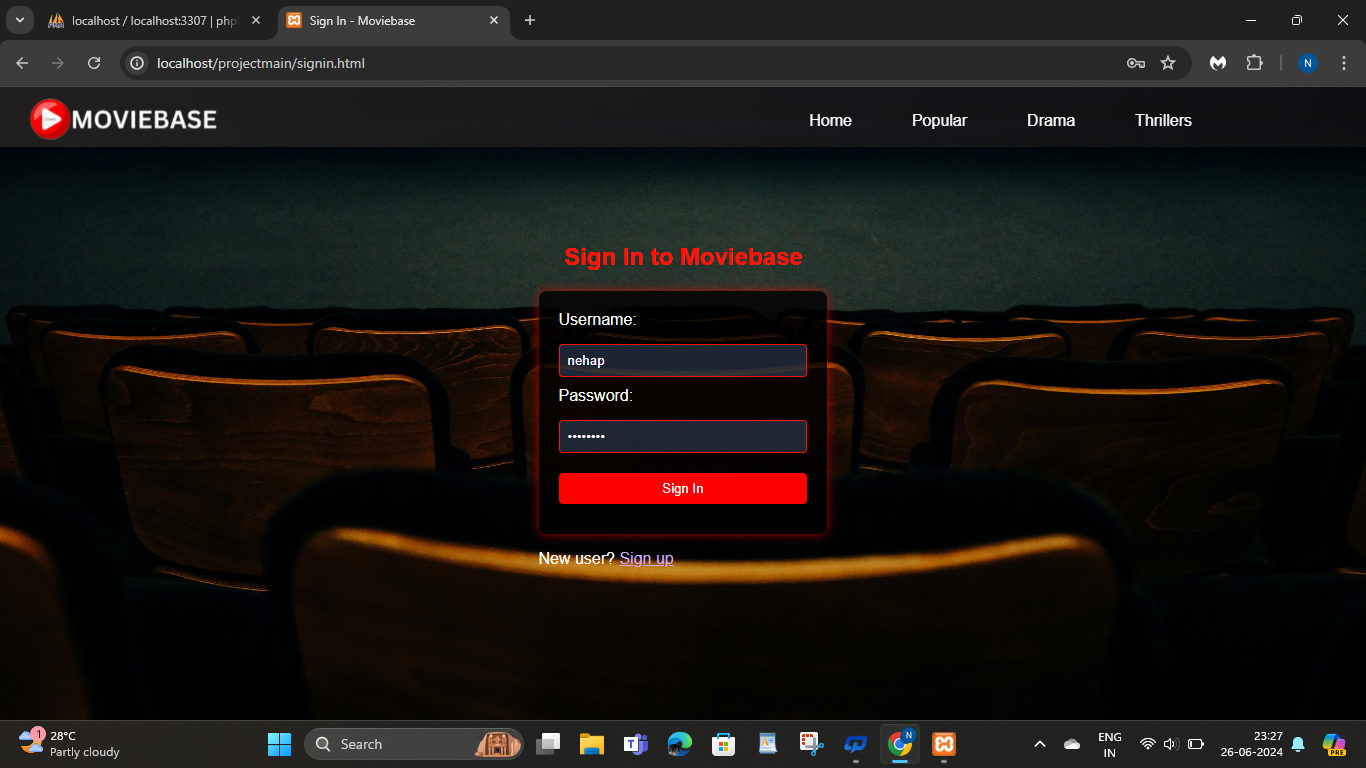 localhost / localhost:3307 | php
Sign In - Moviebase
localhost/projectmain/signin.html
N
MOVIEBASE
Home
Popular
Drama
Thrillers
Sign In to Moviebase
Username:
nehap
Password:
••••••••
Sign In
New user? Sign up
1
28°C
Partly cloudy
Search
N
ENG
IN
23:27
26-06-2024
PRE